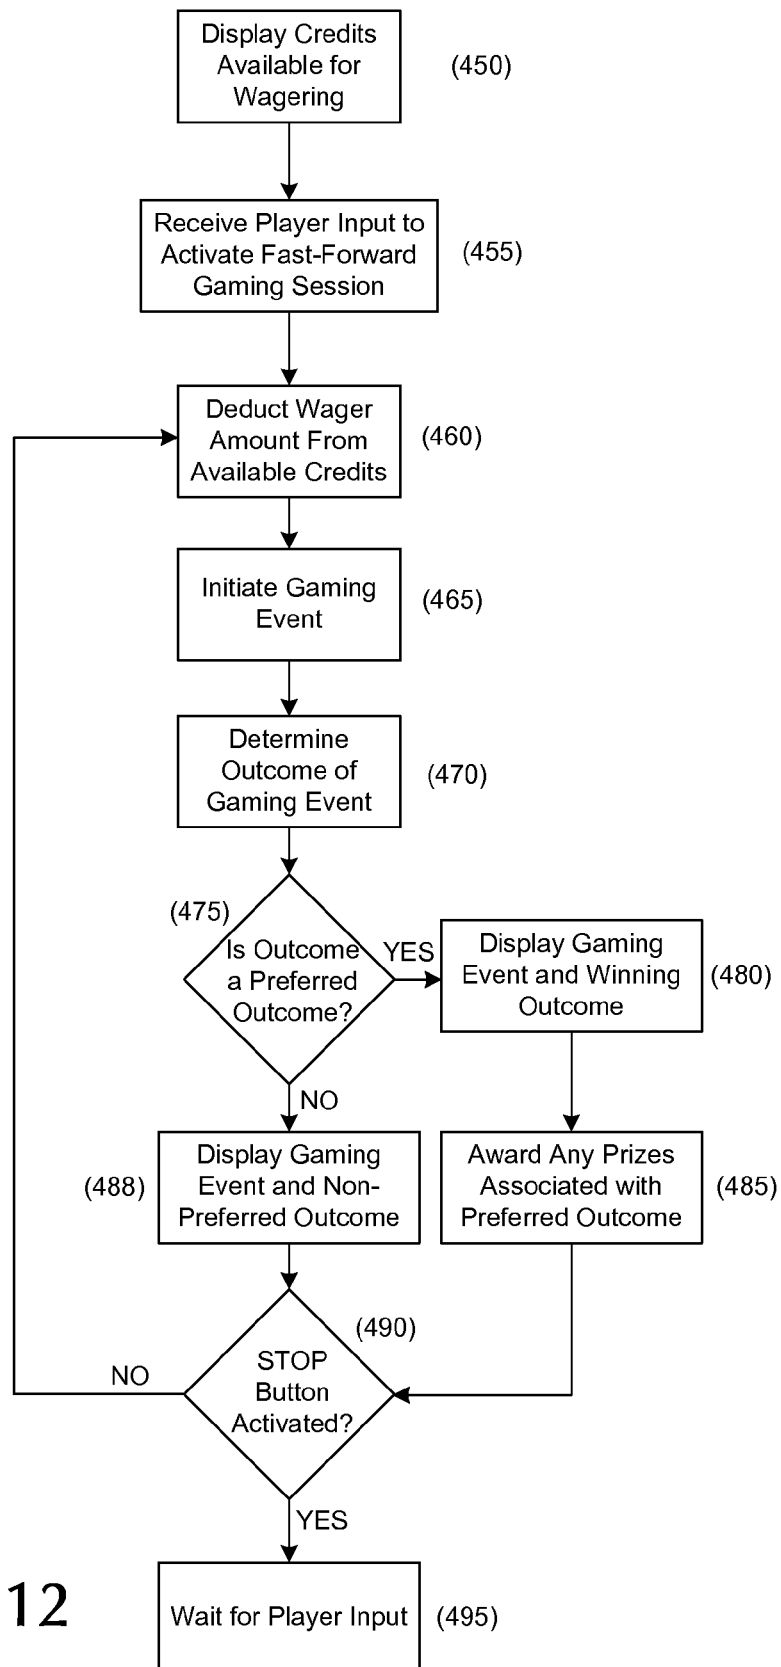 Display Credits
Available for
Wagering
(450)
Receive Player Input to
Activate Fast-Forward
Gaming Session
(455)
Deduct Wager
Amount From
Available Credits
(460)
Initiate Gaming
Event
(465)
Determine
Outcome of
Gaming Event
(470)
(475)
Is Outcome
a Preferred
Outcome?
YES
Display Gaming
Event and Winning
Outcome
(480)
NO
(488)
Display Gaming
Event and Non-
Preferred Outcome
Award Any Prizes
Associated with
Preferred Outcome
(485)
(490)
STOP
Button
Activated?
NO
YES
12
Wait for Player Input
(495)